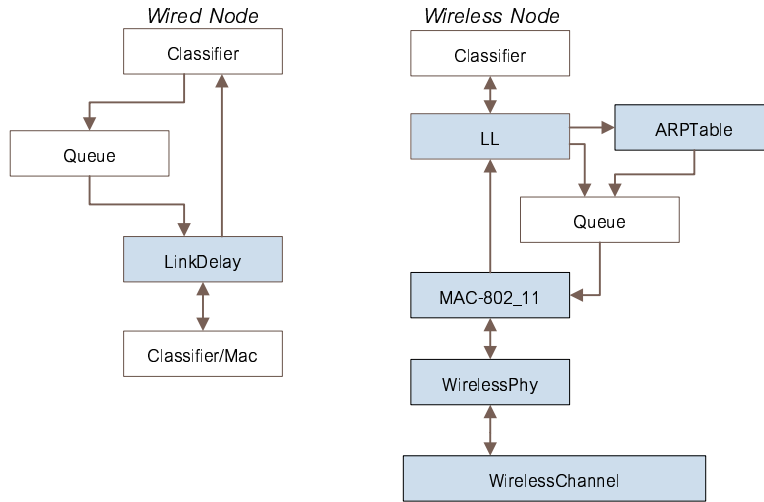 Wired Node
Classifier
Queue
LinkDelay
Classifier/Mac
Wireless Node
Classifier
LL
ARPTable
Queue
MAC-802_11
WirelessPhy
WirelessChannel